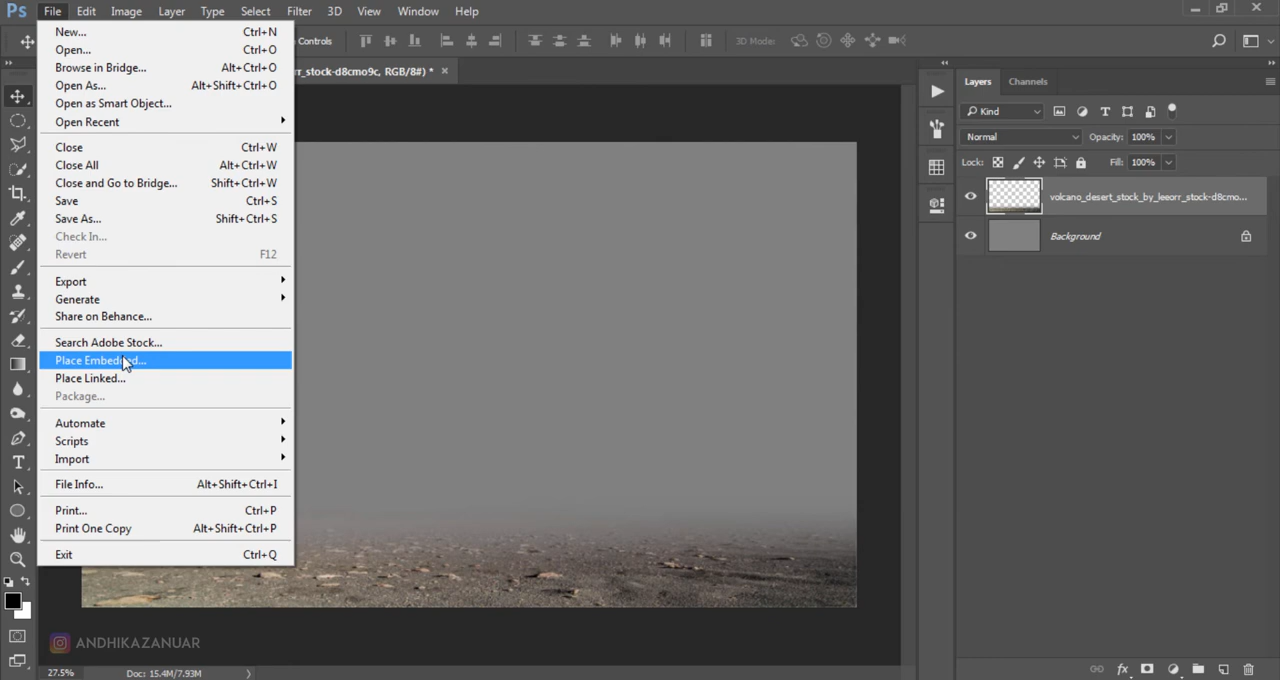 Ps File Edit Image Layer Type Select Filter 3D View Window Help
Controls 3D Mode:
rr_stock-d8cmo9c, RGB/8#) * ×
New... Ctrl+N
Open... Ctrl+O
Browse in Bridge... Alt+Ctrl+O
Open As... Alt+Shift+Ctrl+O
Open as Smart Object...
Open Recent
Close Ctrl+W
Close All Alt+Ctrl+W
Close and Go to Bridge... Shift+Ctrl+W
Save Ctrl+S
Save As... Shift+Ctrl+S
Check In...
Revert F12
Export
Generate
Share on Behance...
Search Adobe Stock...
Place Embedded...
Place Linked...
Package...
Automate
Scripts
Import
File Info... Alt+Shift+Ctrl+I
Print... Ctrl+P
Print One Copy Alt+Shift+Ctrl+P
Exit Ctrl+Q
Layers Channels
Kind
Normal Opacity: 100%
Lock: Fill: 100%
volcano_desert_stock_by_leeorr_stock-d8cmo...
Background
ANDHIKAZANUAR
27.5% Doc: 15.4M/7.93M